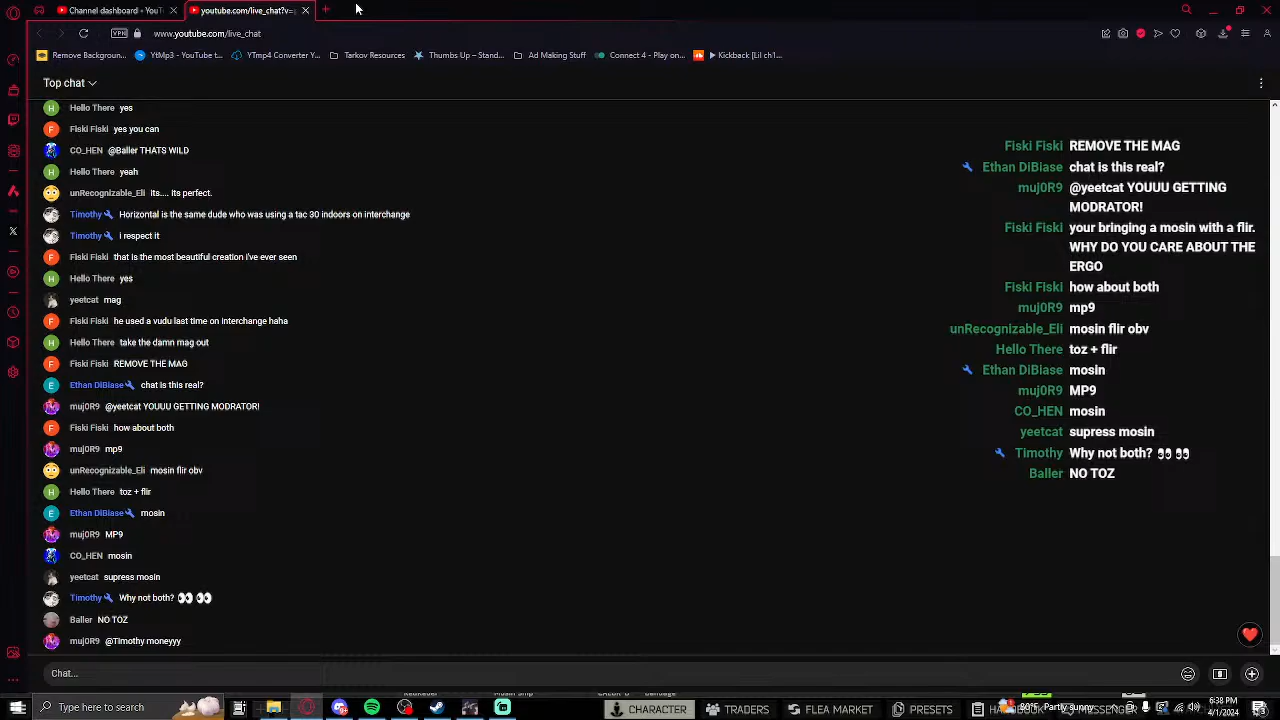 Channel dashboard - YouT
youtube.com/live_chat?v=
VPN
www.youtube.com/live_chat
Remove Backgroun...
YtMp3 - YouTube t...
YTmp4 Converter Y...
Tarkov Resources
Thumbs Up - Stand...
Ad Making Stuff
Connect 4 - Play on...
Kickback [Lil ch1...
Top chat
H Hello There yes
F Fiski Fiski yes you can
CO_HEN @Baller THATS WILD
H Hello There yeah
unRecognizable_Eli its.... its perfect.
Timothy Horizontal is the same dude who was using a tac 30 indoors on interchange
Timothy i respect it
F Fiski Fiski that is the most beautiful creation i've ever seen
H Hello There yes
yeetcat mag
F Fiski Fiski he used a vudu last time on interchange haha
H Hello There take the damn mag out
F Fiski Fiski REMOVE THE MAG
E Ethan DiBiase chat is this real?
muj0R9 @yeetcat YOUUU GETTING MODRATOR!
F Fiski Fiski how about both
muj0R9 mp9
unRecognizable_Eli mosin flir obv
H Hello There toz + flir
E Ethan DiBiase mosin
muj0R9 MP9
CO_HEN mosin
yeetcat supress mosin
Timothy Why not both? 👀 👀
Baller NO TOZ
muj0R9 @Timothy moneyyy
Fiski Fiski REMOVE THE MAG
Ethan DiBiase chat is this real?
muj0R9 @yeetcat YOUUU GETTING
MODRATOR!
Fiski Fiski your bringing a mosin with a flir.
WHY DO YOU CARE ABOUT THE
ERGO
Fiski Fiski how about both
muj0R9 mp9
unRecognizable_Eli mosin flir obv
Hello There toz + flir
Ethan DiBiase mosin
muj0R9 MP9
CO_HEN mosin
yeetcat supress mosin
Timothy Why not both? 👀 👀
Baller NO TOZ
Chat...
Type here to search
CHARACTER
TRADERS
FLEA MARKET
PRESETS
MESSENGER
Partly sunny
6:38 PM